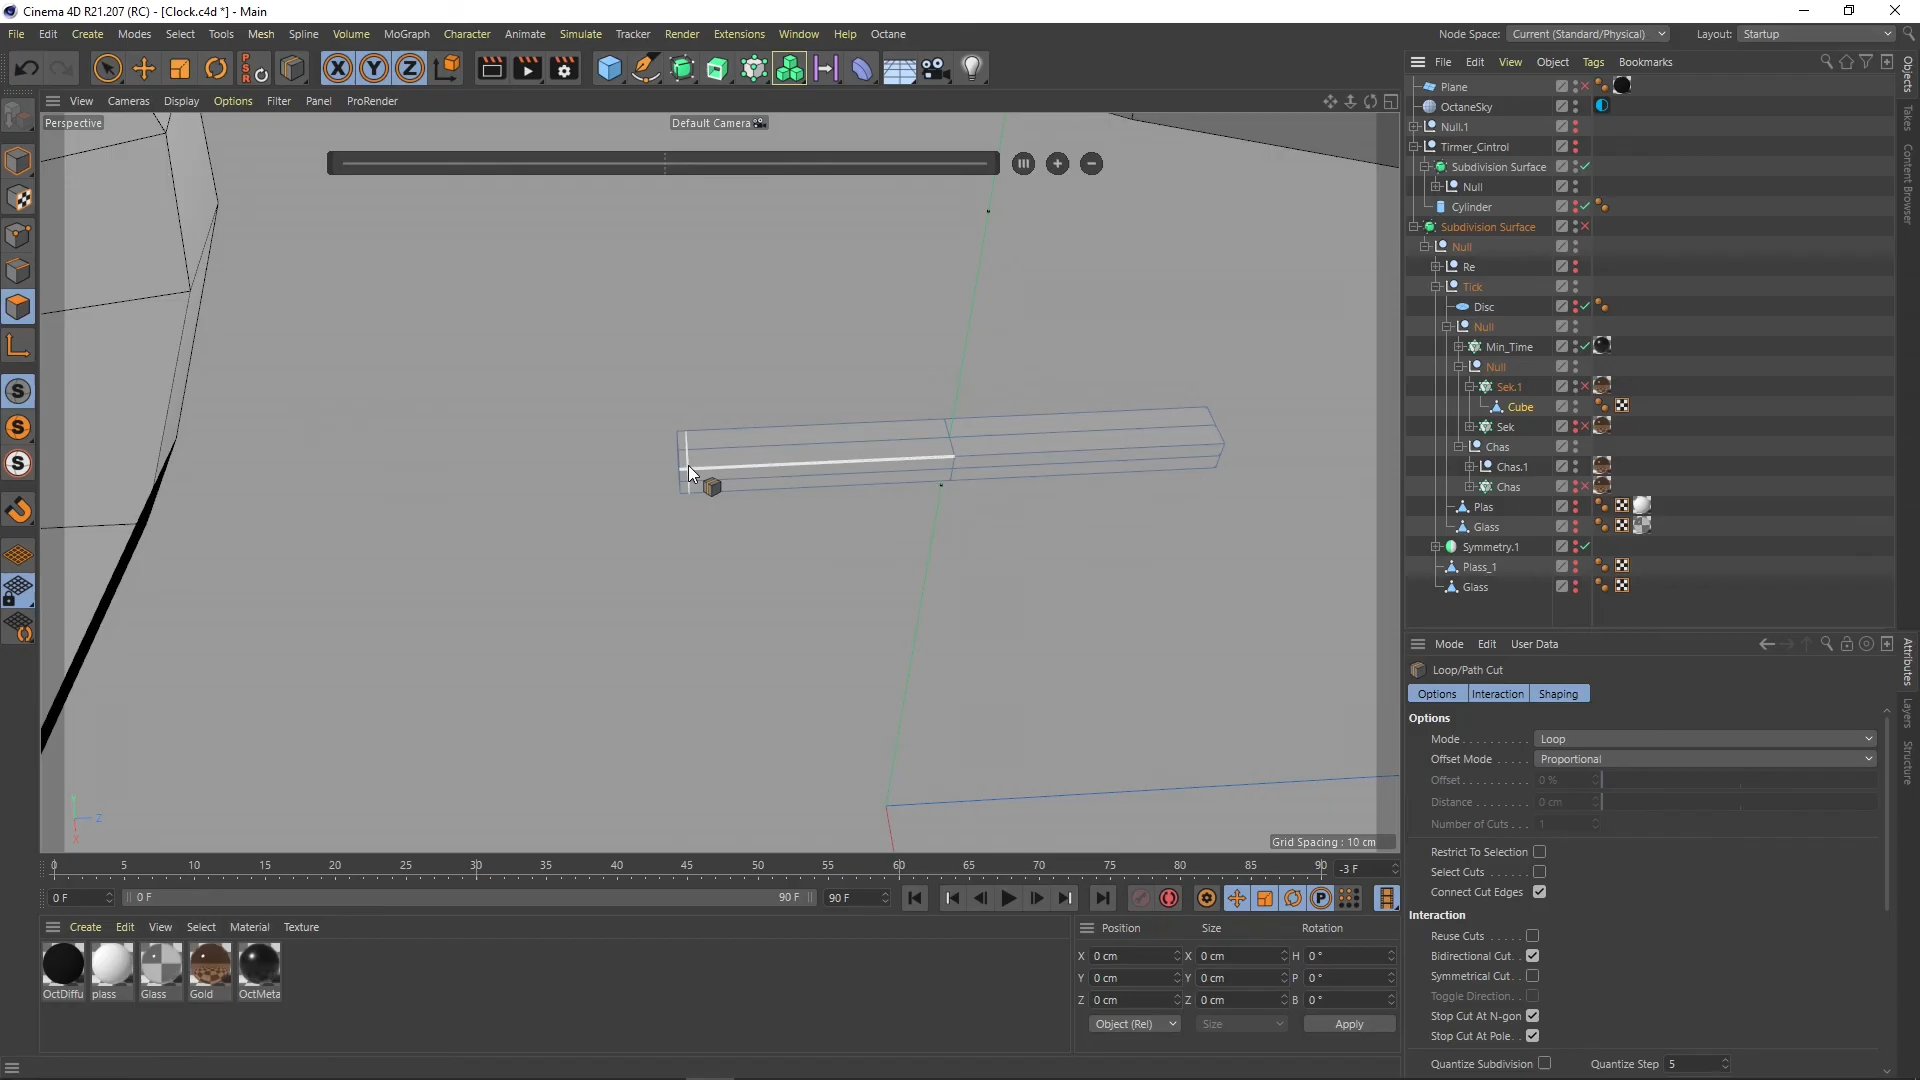 Cinema 4D R21.207 (RC) - [Clock.c4d *] - Main
File Edit Create Modes Select Tools Mesh Spline Volume MoGraph Character Animate Simulate Tracker Render Extensions Window Help Octane Node Space: Current (Standard/Physical) Layout: Startup
PSR X Y Z
File Edit View Object Tags Bookmarks
View Cameras Display Options Filter Panel ProRender
Perspective Default Camera
Plane
OctaneSky
Null.1
Tirmer_Cintrol
Subdivision Surface
Null
Cylinder
Subdivision Surface
Null
Re
Tick
Disc
Null
Min_Time
Null
Sek.1
Cube
Sek
Chas
Chas.1
Chas
Plas
Glass
Symmetry.1
Plass_1
Glass
Objects
Takes
Content Browser
Mode Edit User Data
Loop/Path Cut
Options Interaction Shaping
Options
Mode Loop
Offset Mode Proportional
Offset 0 %
Distance 0 cm
Number of Cuts 1
Restrict To Selection
Select Cuts
Connect Cut Edges
Interaction
Reuse Cuts
Bidirectional Cut
Symmetrical Cut
Toggle Direction
Stop Cut At N-gon
Stop Cut At Pole
Quantize Subdivision Quantize Step 5
Attributes
Layers
Structure
Y
Z
X
Grid Spacing : 10 cm
0 5 10 15 20 25 30 35 40 45 50 55 60 65 70 75 80 85 90 -3 F
0 F 0 F 90 F 90 F
Create Edit View Select Material Texture
OctDiffu plass Glass Gold OctMeta
Position Size Rotation
X 0 cm X 0 cm H 0 °
Y 0 cm Y 0 cm P 0 °
Z 0 cm Z 0 cm B 0 °
Object (Rel) Size Apply